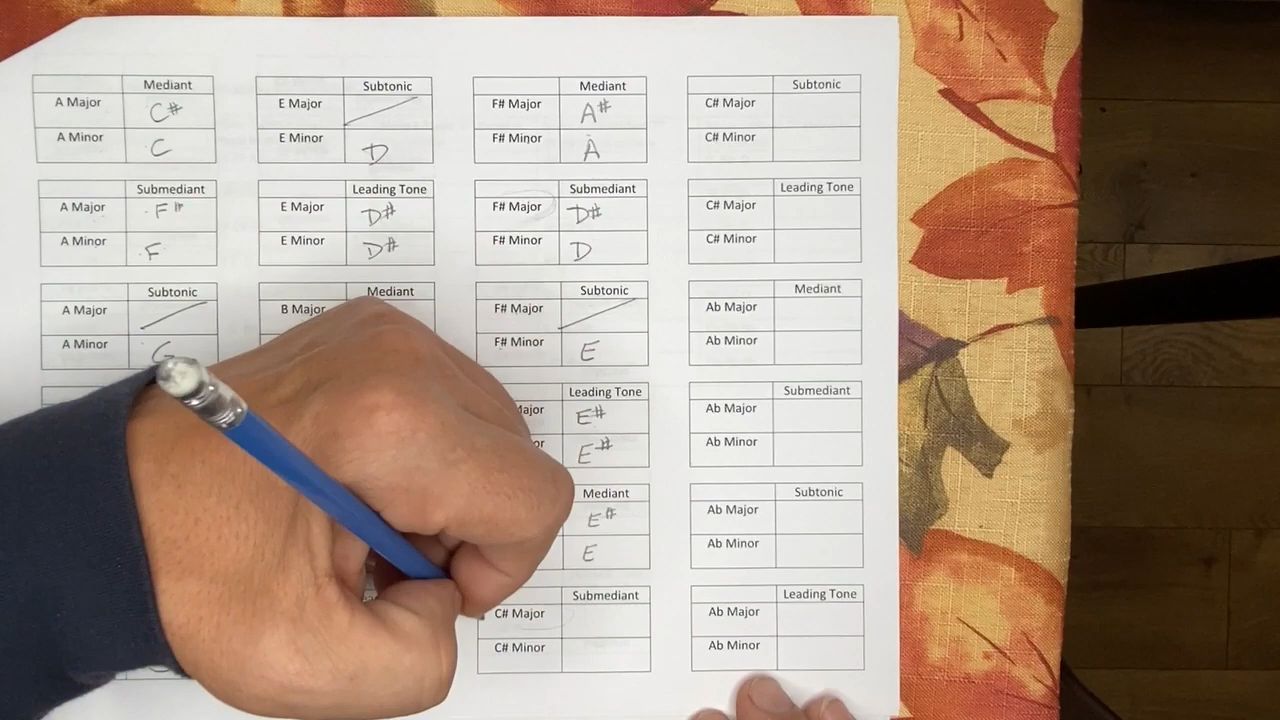 Mediant
A Major C#
A Minor C
Submediant
A Major F#
A Minor F
Subtonic
A Major
A Minor G
Subtonic
E Major
E Minor D
Leading Tone
E Major D#
E Minor D#
Mediant
B Major
Mediant
F# Major A#
F# Minor A
Submediant
F# Major D#
F# Minor D
Subtonic
F# Major
F# Minor E
Leading Tone
E#
E#
Mediant
E#
E
Submediant
C# Major
C# Minor
Subtonic
C# Major
C# Minor
Leading Tone
C# Major
C# Minor
Mediant
Ab Major
Ab Minor
Submediant
Ab Major
Ab Minor
Subtonic
Ab Major
Ab Minor
Leading Tone
Ab Major
Ab Minor